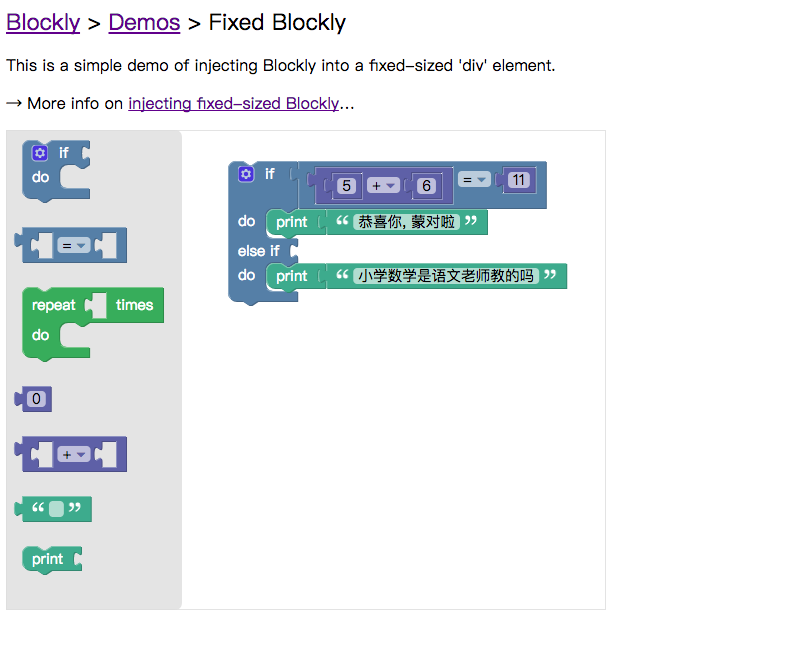 Blockly > Demos > Fixed Blockly
This is a simple demo of injecting Blockly into a fixed-sized 'div' element.
→ More info on injecting fixed-sized Blockly...
if
do
=
repeat times
do
0
+
“ ”
print
if 5 + 6 = 11
do print “ 恭喜你, 蒙对啦 ”
else if
do print “ 小学数学是语文老师教的吗 ”